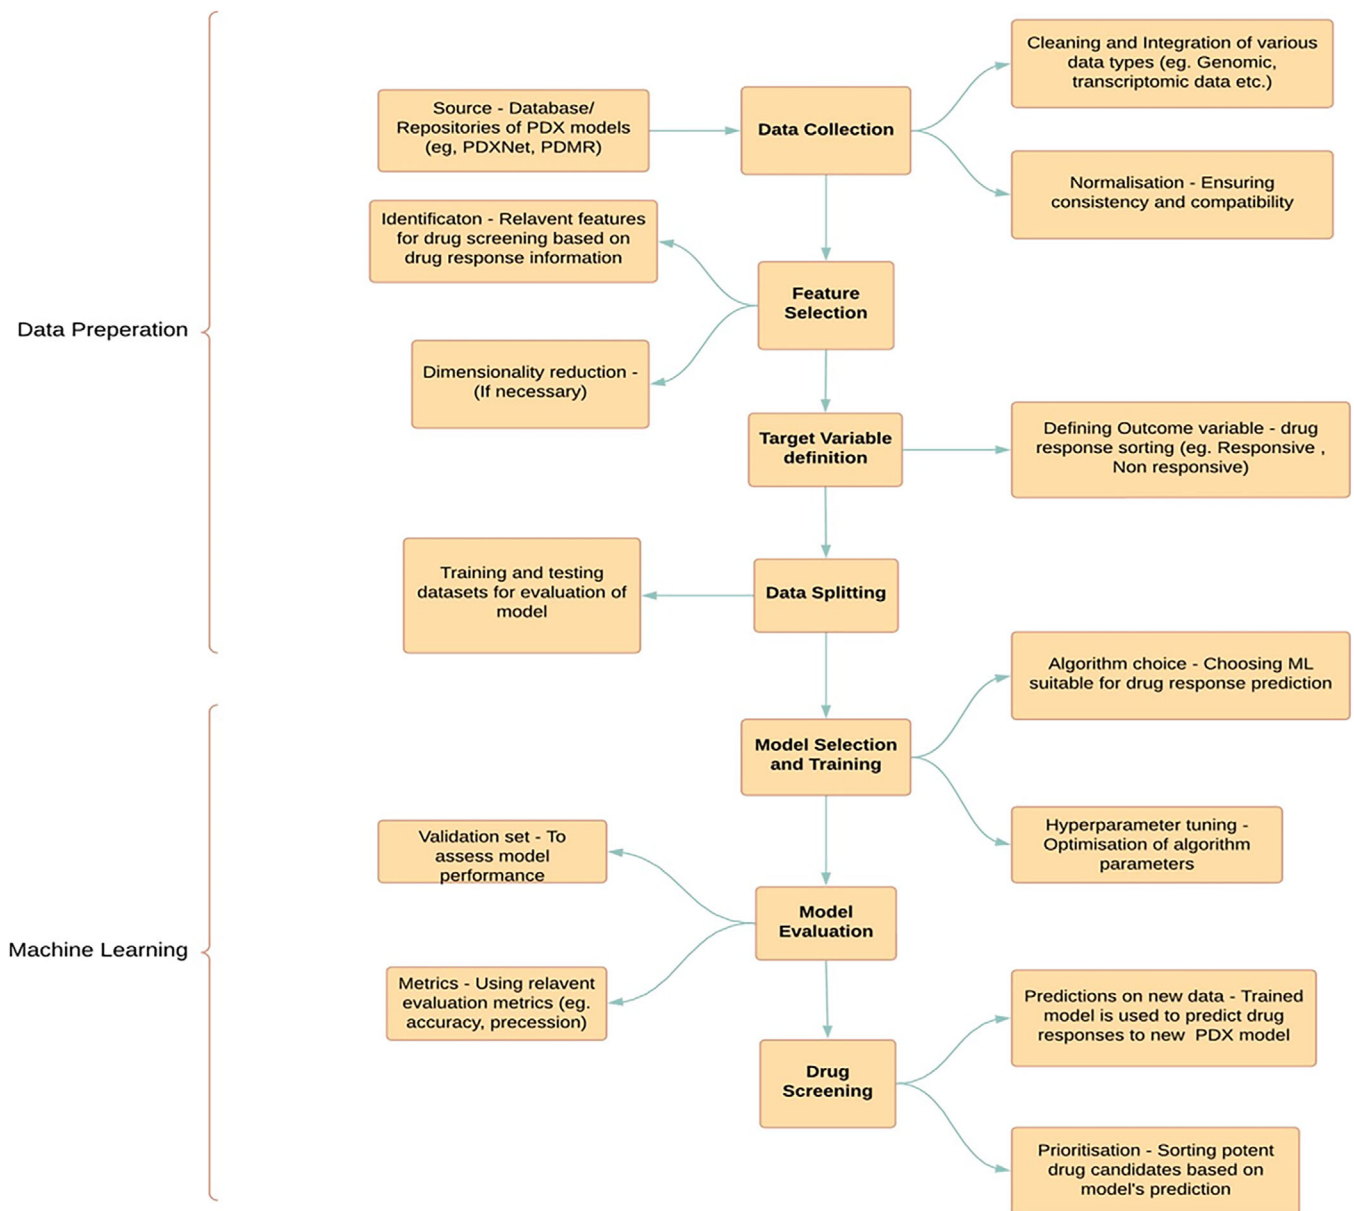 Cleaning and Integration of various
data types (eg. Genomic,
transcriptomic data etc.)
Source - Database/
Repositories of PDX models
(eg, PDXNet, PDMR)
Data Collection
Normalisation - Ensuring
consistency and compatibility
Identificaton - Relavent features
for drug screening based on
drug response information
Feature
Selection
Data Preperation
Dimensionality reduction -
(If necessary)
Target Variable
definition
Defining Outcome variable - drug
response sorting (eg. Responsive ,
Non responsive)
Training and testing
datasets for evaluation of
model
Data Splitting
Algorithm choice - Choosing ML
suitable for drug response prediction
Model Selection
and Training
Hyperparameter tuning -
Optimisation of algorithm
parameters
Validation set - To
assess model
performance
Model
Evaluation
Machine Learning
Metrics - Using relavent
evaluation metrics (eg.
accuracy, precession)
Predictions on new data - Trained
model is used to predict drug
responses to new PDX model
Drug
Screening
Prioritisation - Sorting potent
drug candidates based on
model's prediction